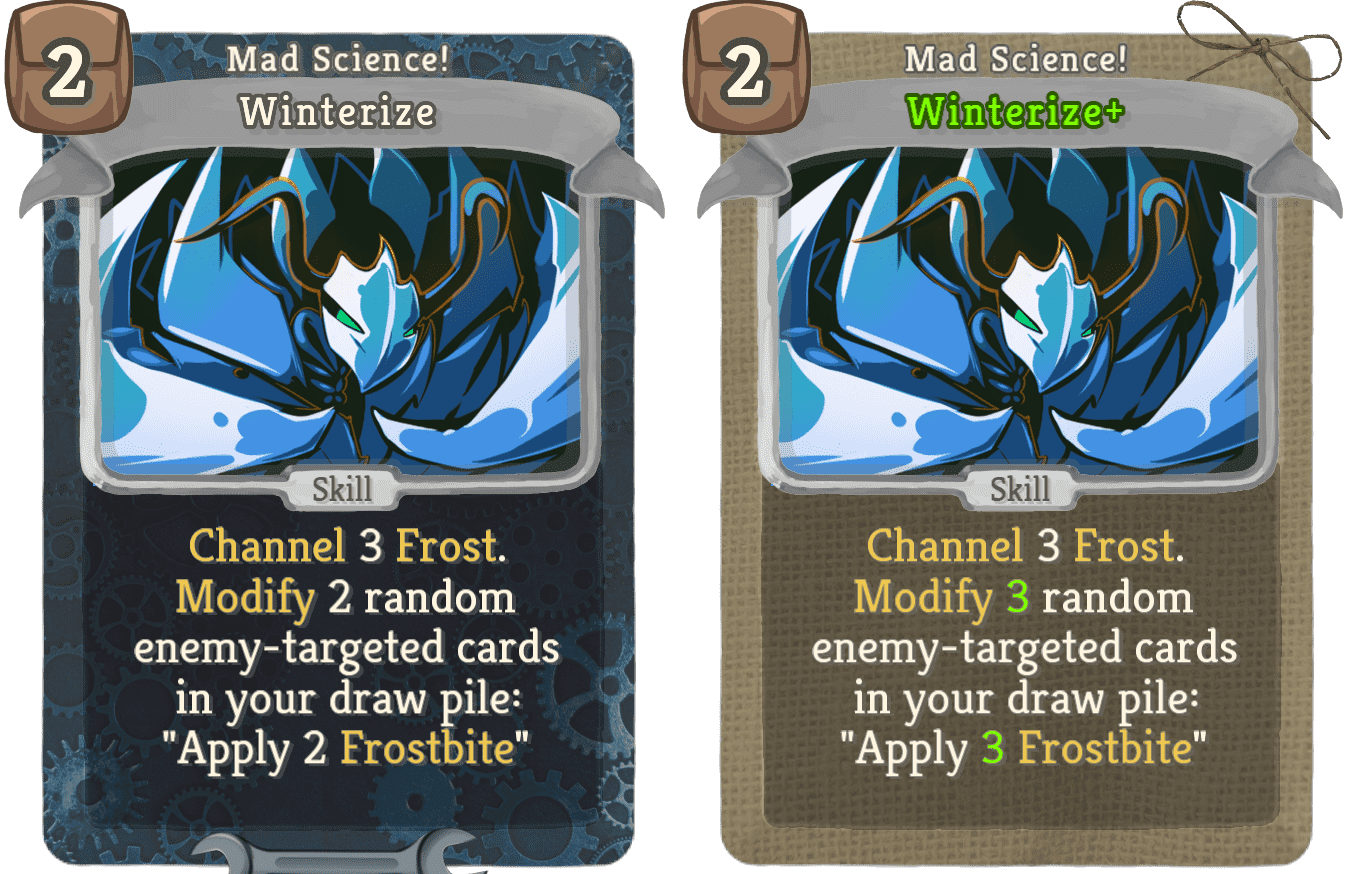 2
Mad Science!
Winterize
Skill
Channel 3 Frost.
Modify 2 random
enemy-targeted cards
in your draw pile:
"Apply 2 Frostbite"
2
Mad Science!
Winterize+
Skill
Channel 3 Frost.
Modify 3 random
enemy-targeted cards
in your draw pile:
"Apply 3 Frostbite"